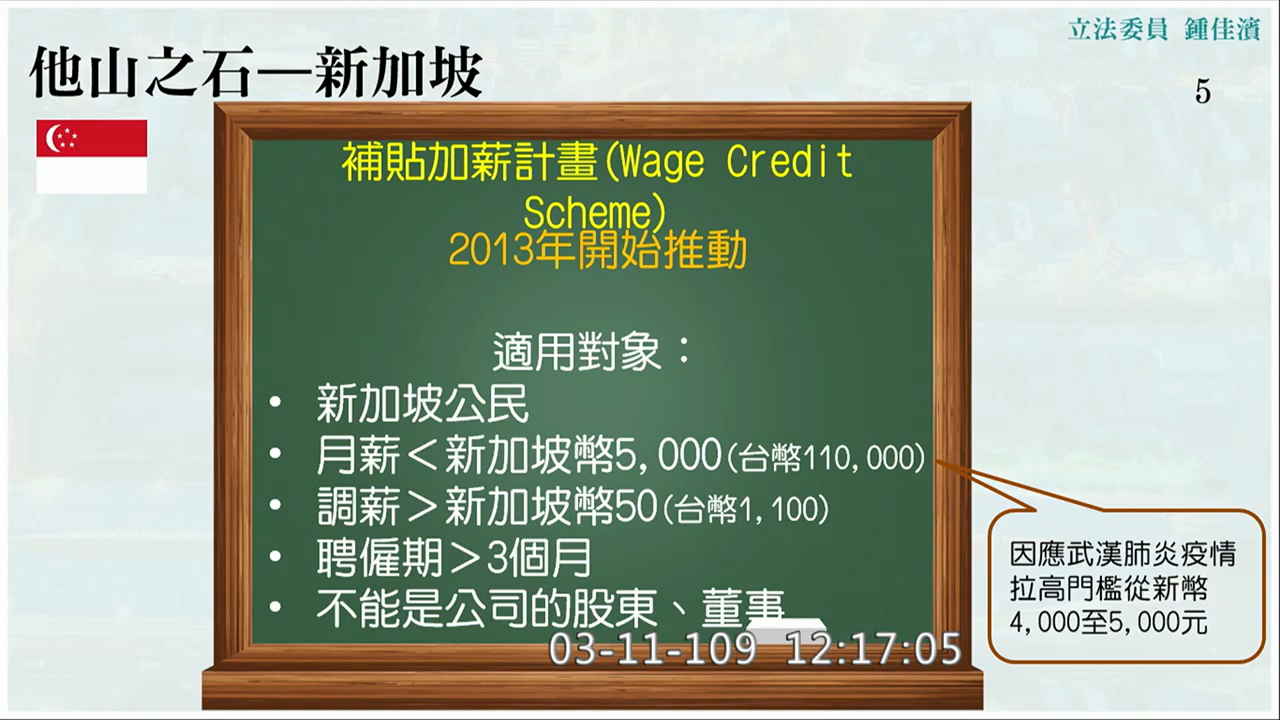 立法委員 鍾佳濱
他山之石—新加坡
5
補貼加薪計畫(Wage Credit
Scheme)
2013年開始推動
適用對象：
• 新加坡公民
• 月薪＜新加坡幣5,000(台幣110,000)
• 調薪＞新加坡幣50(台幣1,100)
• 聘僱期＞3個月
• 不能是公司的股東、董事
因應武漢肺炎疫情
拉高門檻從新幣
4,000至5,000元
03-11-109 12:17:05